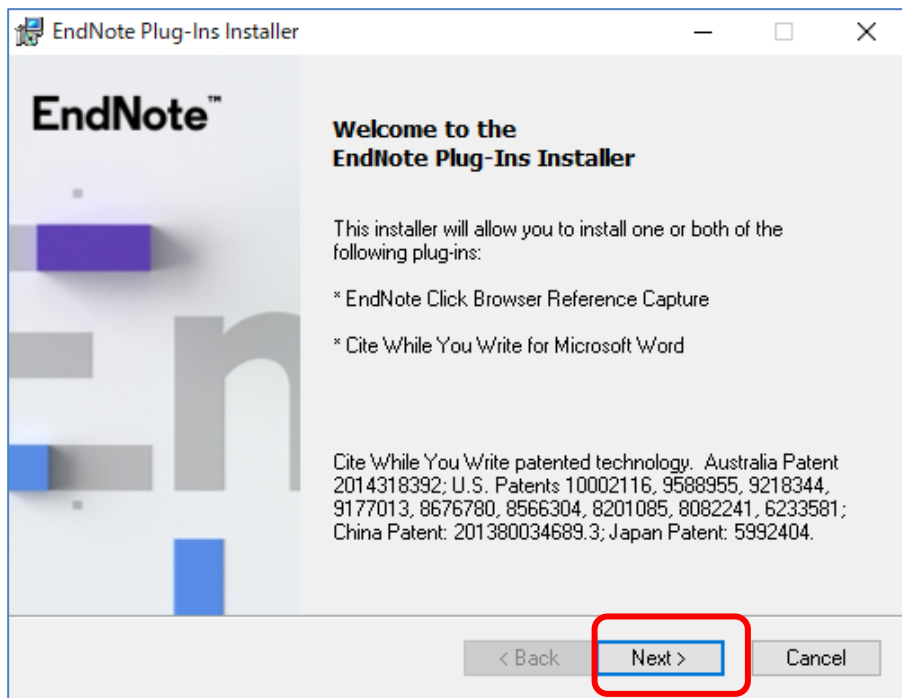 EndNote Plug-Ins Installer
EndNote™
Welcome to the
EndNote Plug-Ins Installer
This installer will allow you to install one or both of the
following plug-ins:
* EndNote Click Browser Reference Capture
* Cite While You Write for Microsoft Word
Cite While You Write patented technology.  Australia Patent
2014318392; U.S. Patents 10002116, 9588955, 9218344,
9177013, 8676780, 8566304, 8201085, 8082241, 6233581;
China Patent: 201380034689.3; Japan Patent: 5992404.
En
< Back
Next >
Cancel